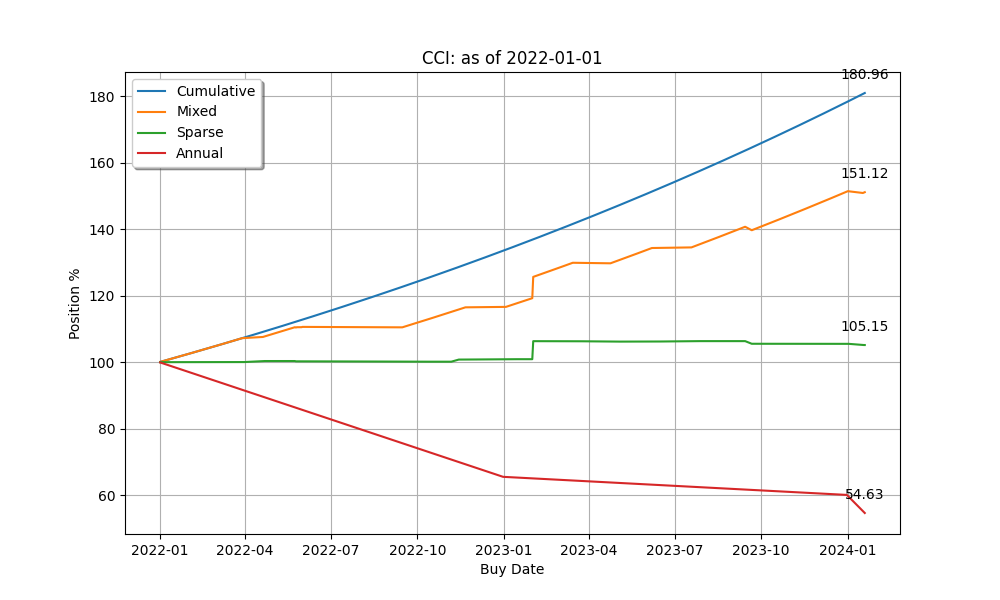 CCI: as of 2022-01-01
Cumulative
Mixed
Sparse
Annual
180.96
151.12
105.15
54.63
180
160
140
120
100
80
60
Position %
2022-01 2022-04 2022-07 2022-10 2023-01 2023-04 2023-07 2023-10 2024-01
Buy Date